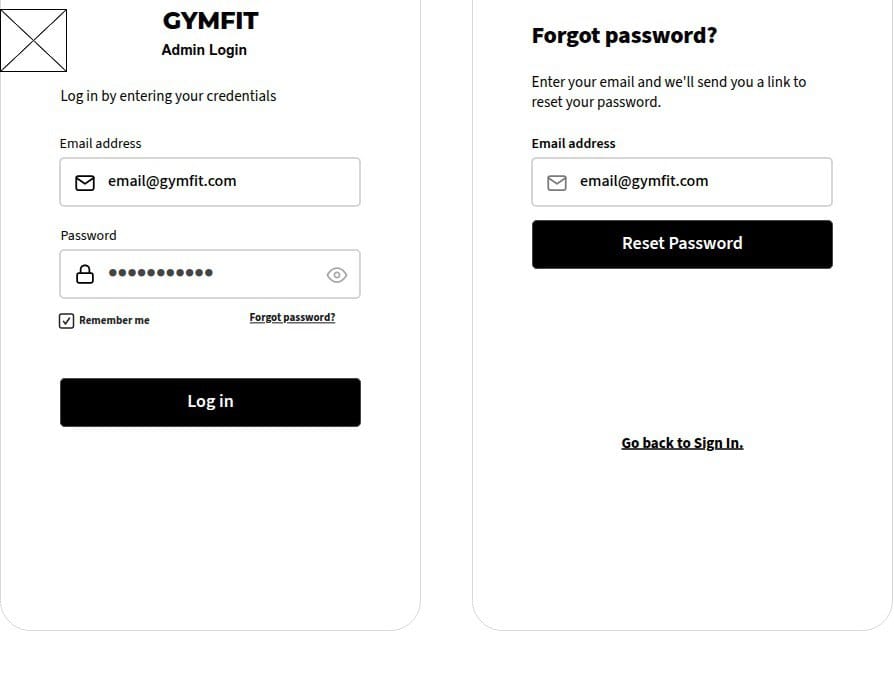 GYMFIT
Admin Login
Log in by entering your credentials
Email address
email@gymfit.com
Password
●●●●●●●●●●●
Remember me
Forgot password?
Log in
Forgot password?
Enter your email and we'll send you a link to
reset your password.
Email address
email@gymfit.com
Reset Password
Go back to Sign In.